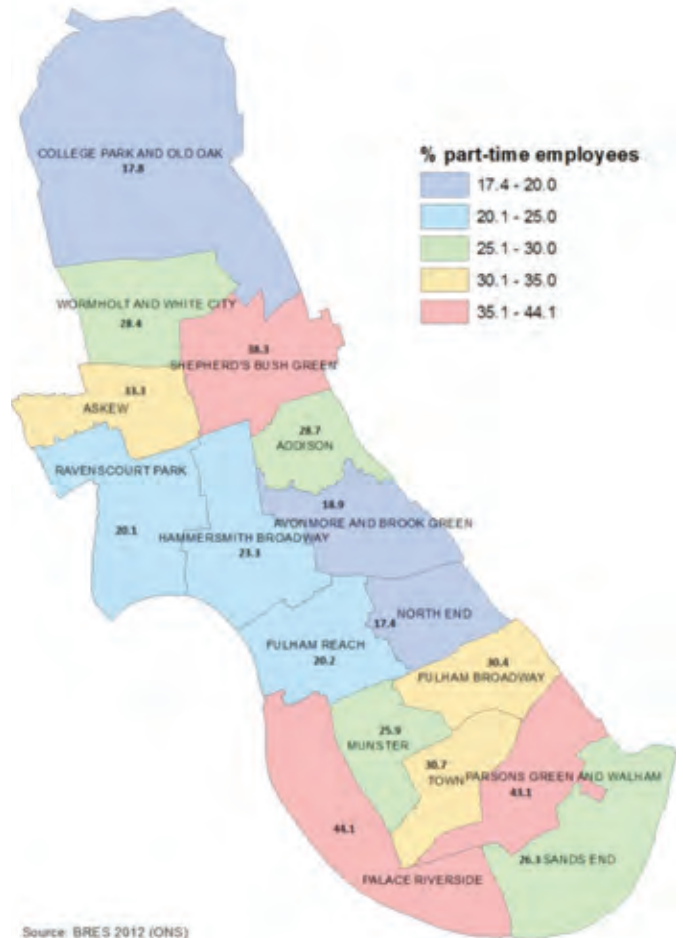 COLLEGE PARK AND OLD OAK
17.8
% part-time employees
17.4 - 20.0
20.1 - 25.0
25.1 - 30.0
30.1 - 35.0
35.1 - 44.1
WORMHOLT AND WHITE CITY
28.4
38.3
SHEPHERD'S BUSH GREEN
33.3
ASKEW
28.7
ADDISON
RAVENSCOURT PARK
20.1
18.9
AVONMORE AND BROOK GREEN
HAMMERSMITH BROADWAY
23.3
17.4 NORTH END
FULHAM REACH
20.2
30.4
FULHAM BROADWAY
25.9
MUNSTER
30.7
TOWN
PARSONS GREEN AND WALHAM
43.1
44.1
26.3 SANDS END
PALACE RIVERSIDE
Source: BRES 2012 (ONS)